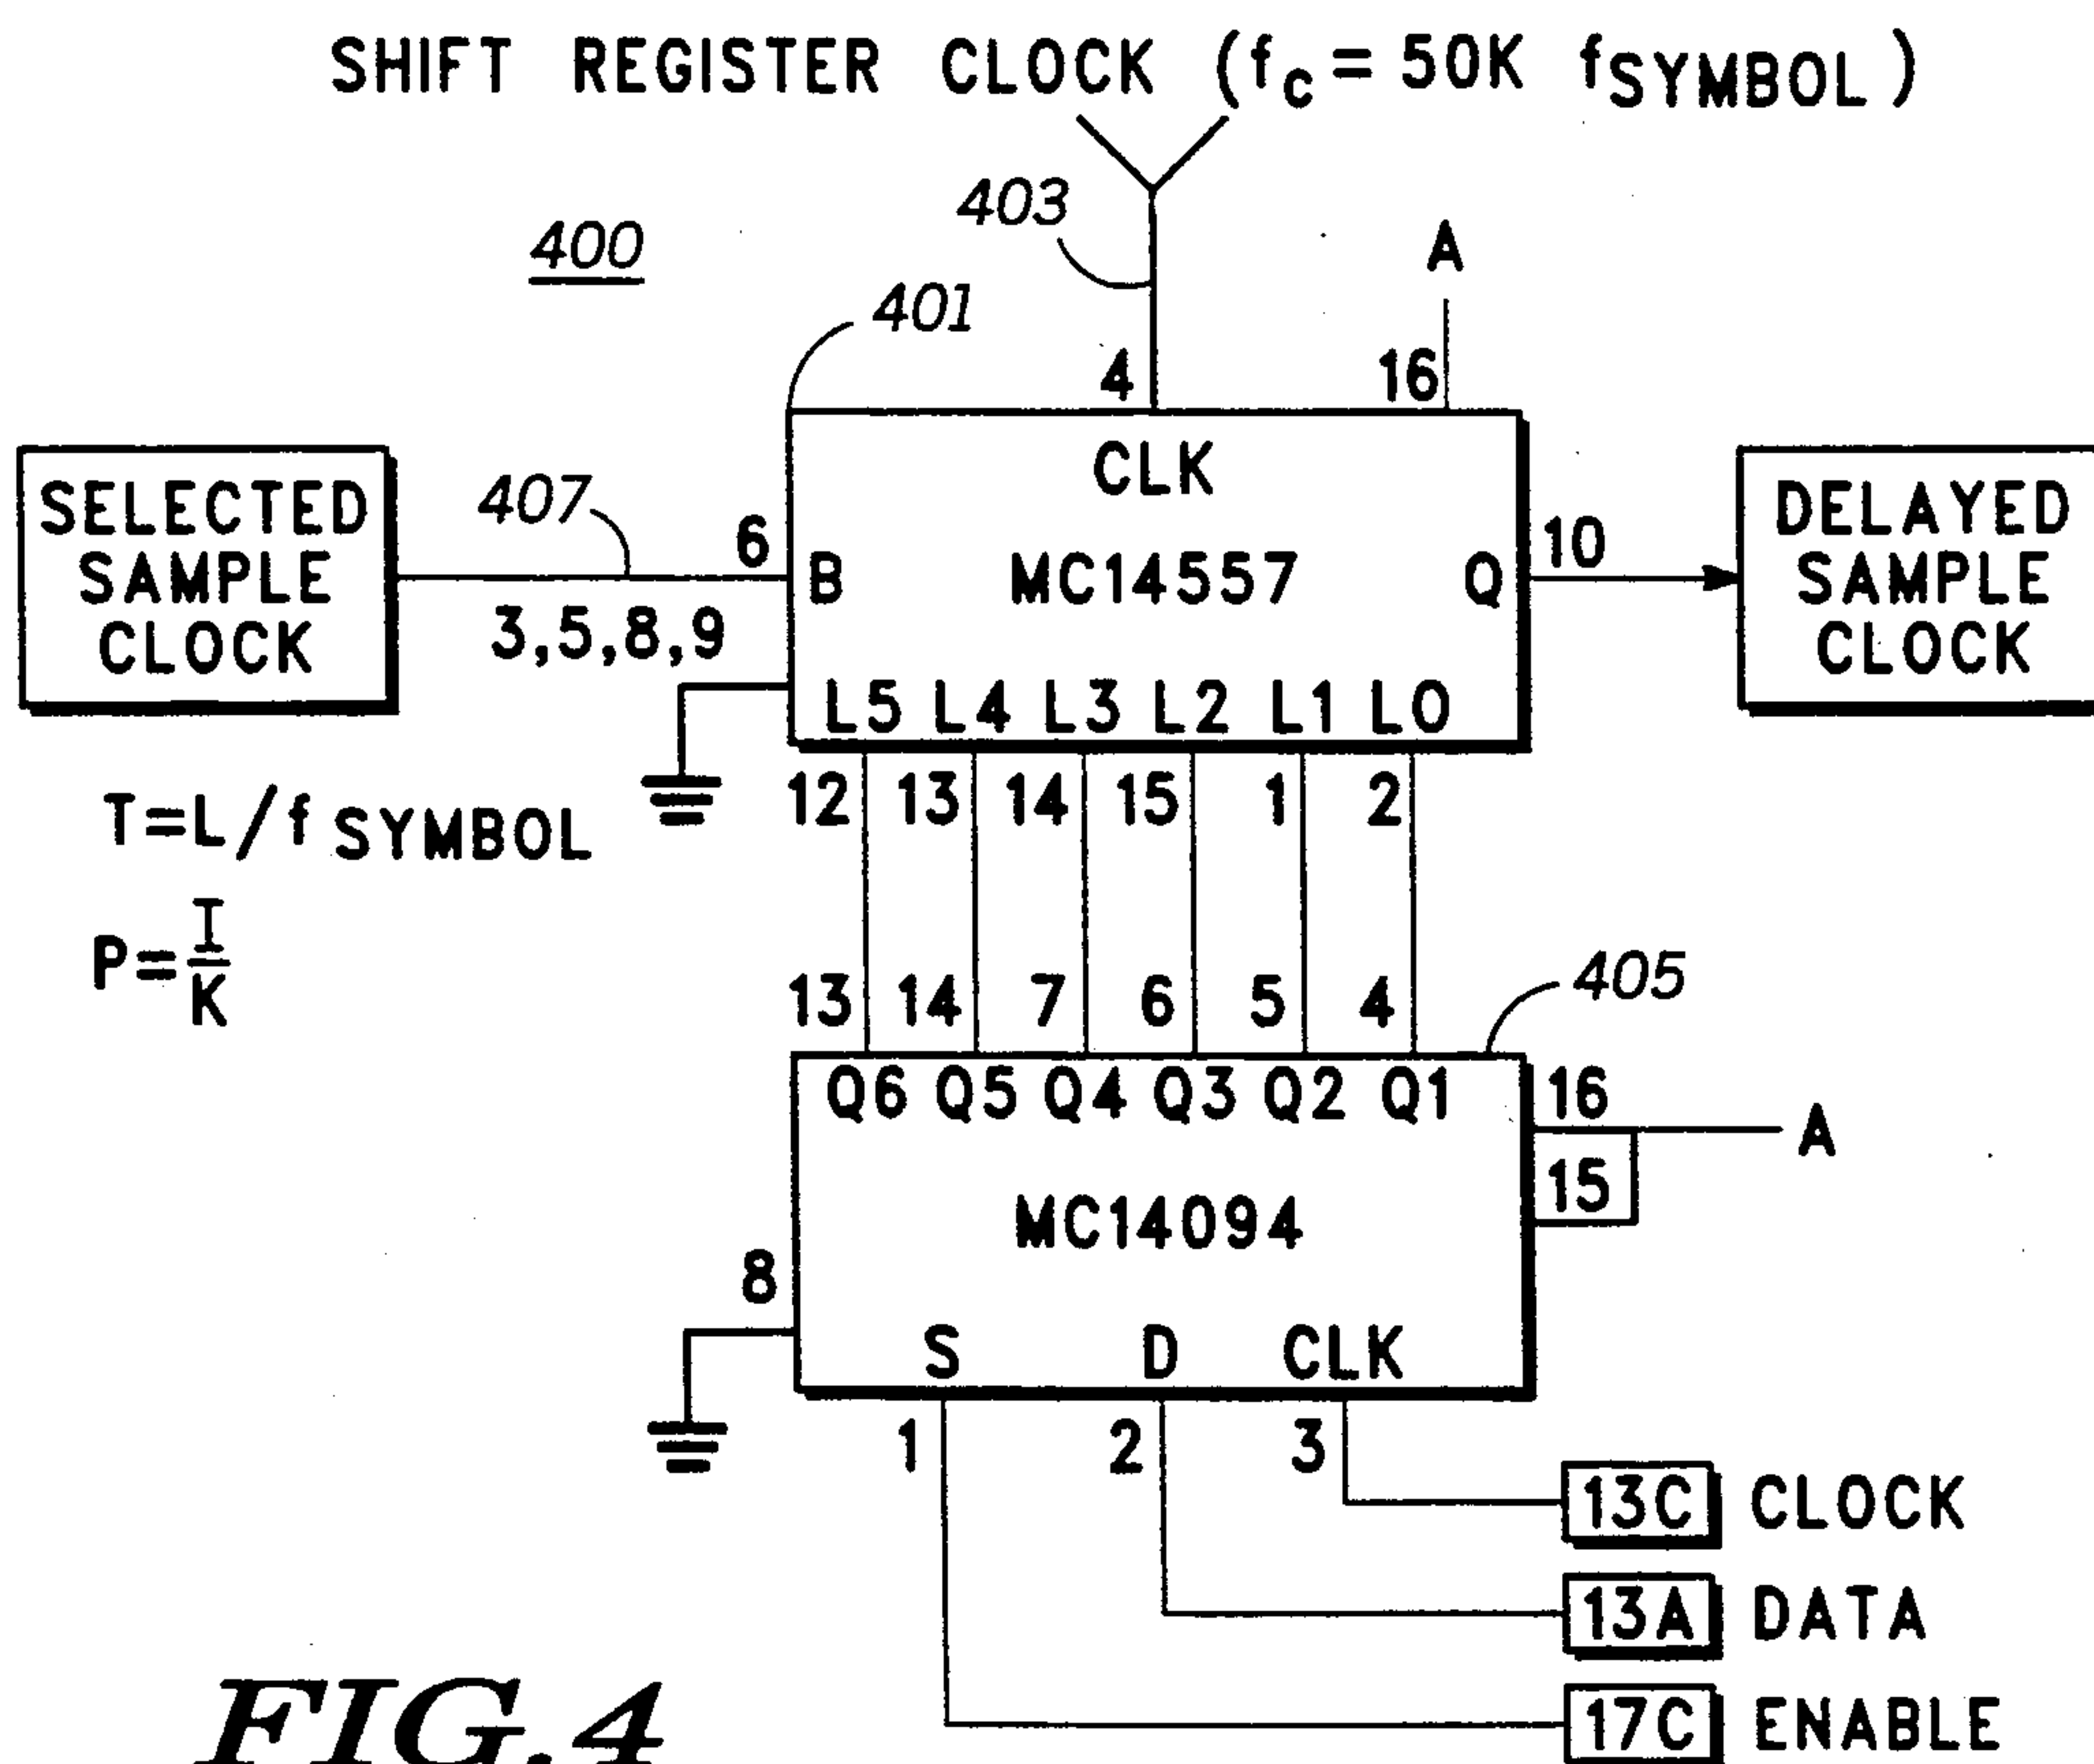 SHIFT REGISTER CLOCK (fc = 50K fSYMBOL)
400
403
A
401
4
16
SELECTED
SAMPLE
CLOCK
407
6
3,5,8,9
CLK
B
MC14557
Q
10
DELAYED
SAMPLE
CLOCK
L5 L4 L3 L2 L1 L0
12 13 14 15 1 2
T=L/f SYMBOL
P=I/K
13 14 7 6 5 4
405
Q6 Q5 Q4 Q3 Q2 Q1
16
A
15
MC14094
8
S D CLK
1 2 3
13C CLOCK
13A DATA
17C ENABLE
FIG.4